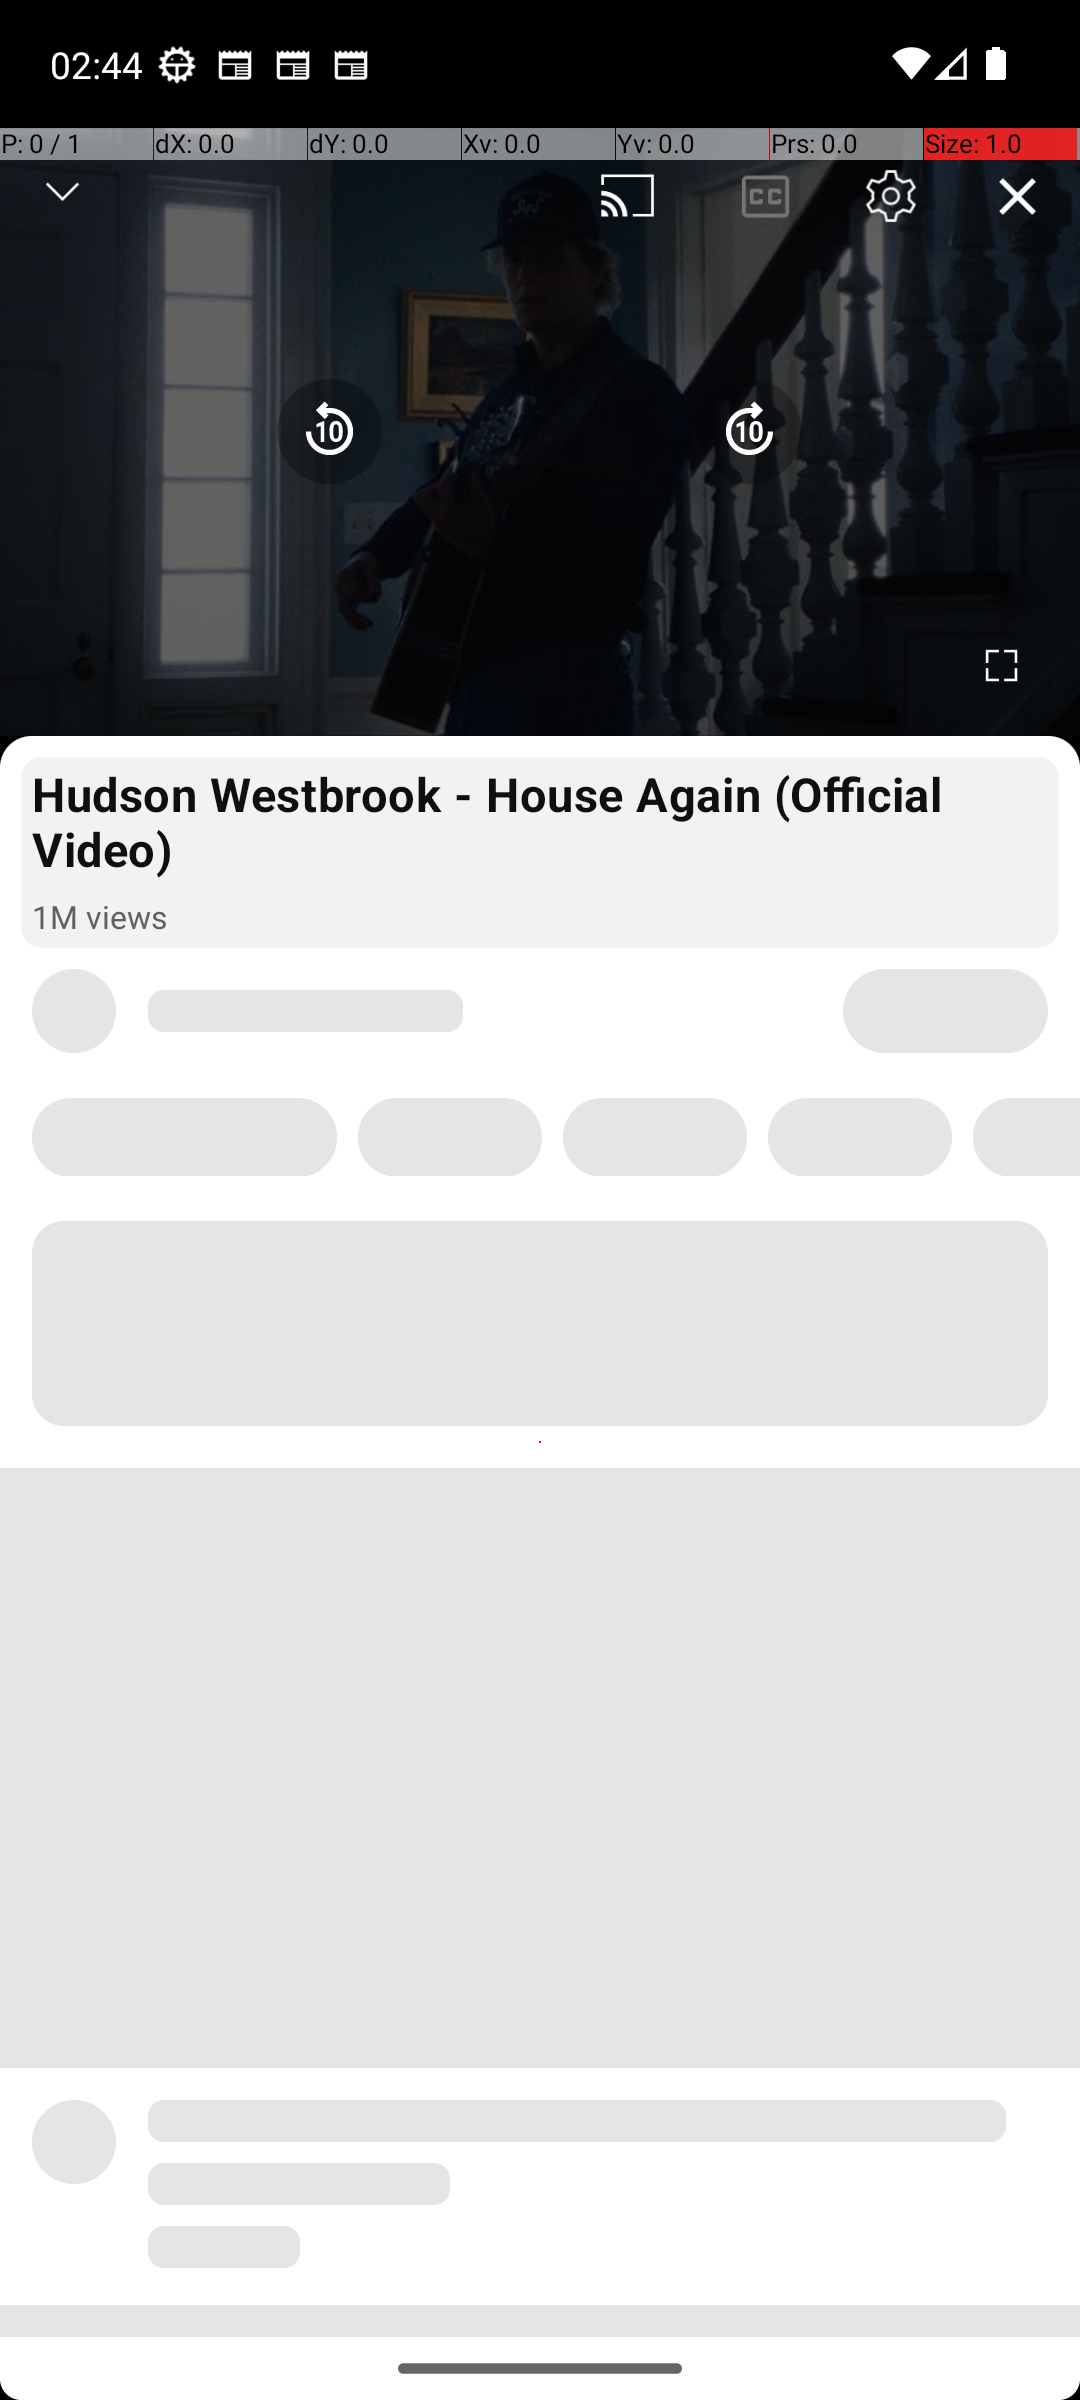 02:44
P: 0 / 1 dX: 0.0 dY: 0.0 Xv: 0.0 Yv: 0.0 Prs: 0.0 Size: 1.0
CC
10 10
Hudson Westbrook - House Again (Official
Video)
1M views